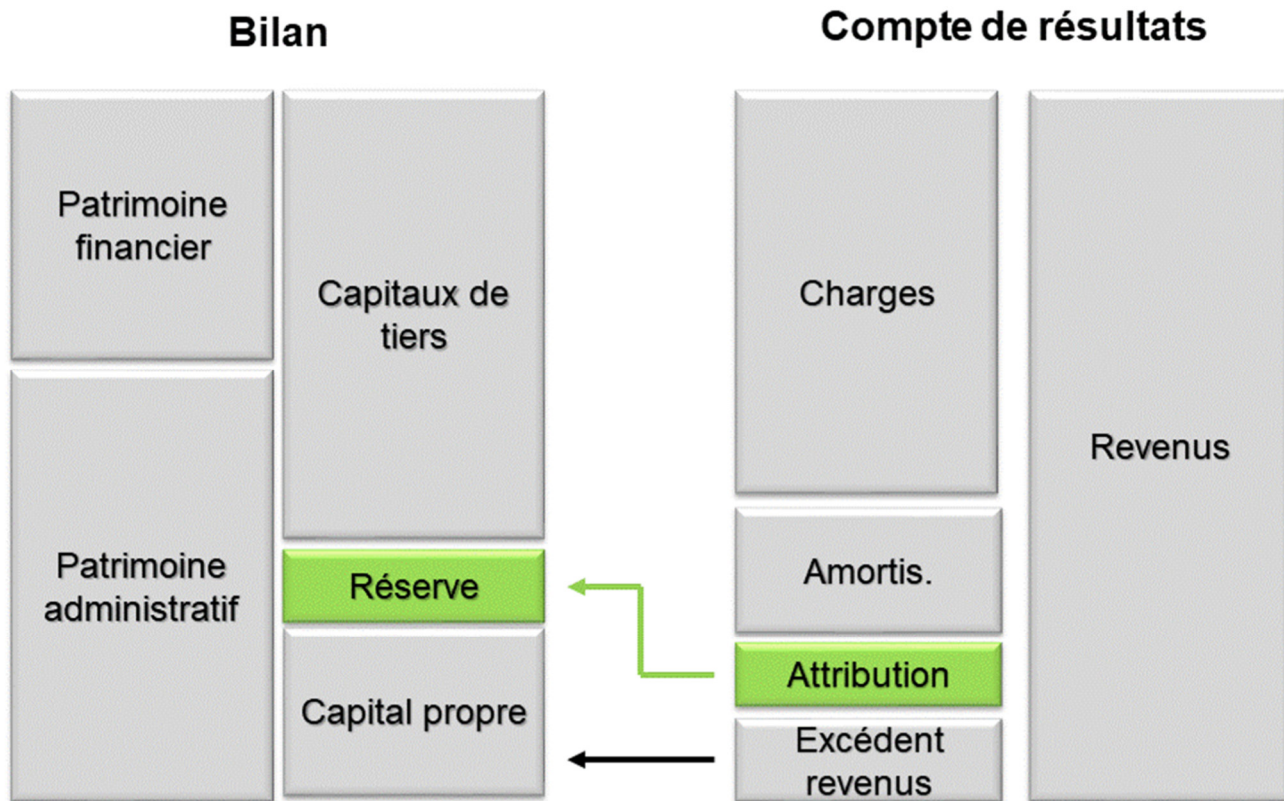 Bilan
Compte de résultats
Patrimoine
financier
Patrimoine
administratif
Capitaux de
tiers
Réserve
Capital propre
Charges
Amortis.
Attribution
Excédent
revenus
Revenus